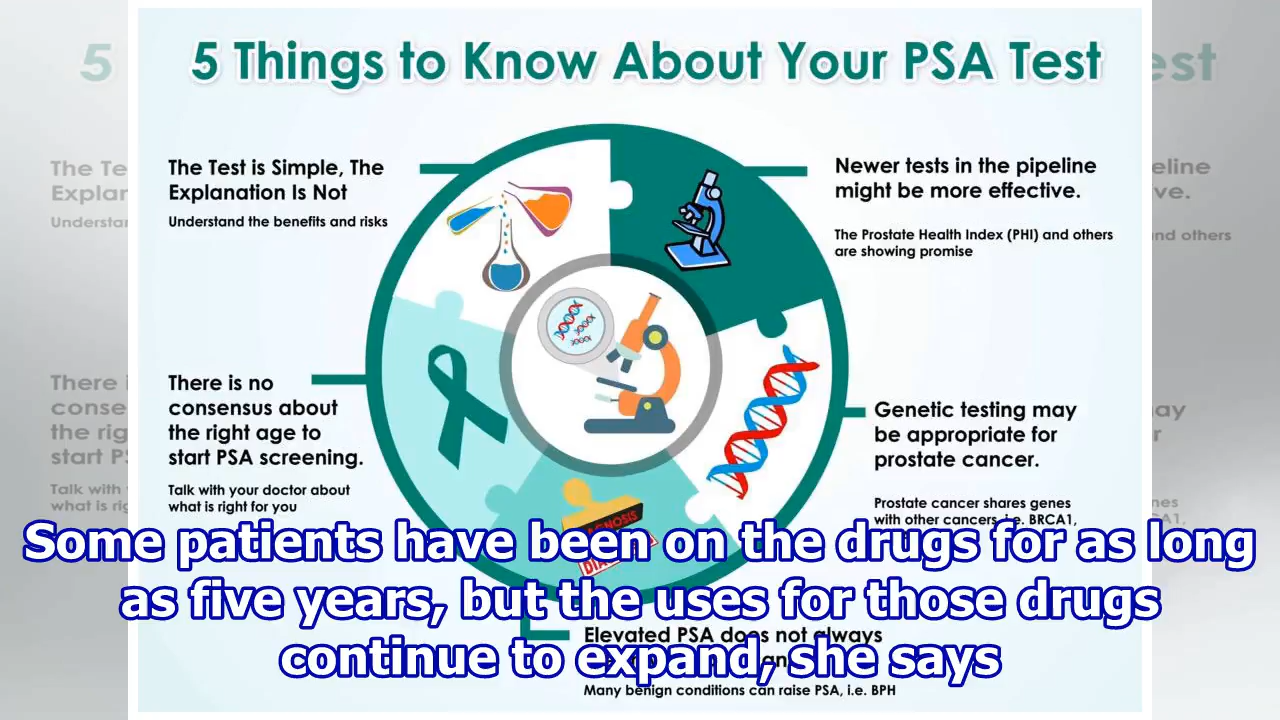 5 Things to Know About Your PSA Test
The Test is Simple, The
Explanation Is Not
Understand the benefits and risks
Newer tests in the pipeline
might be more effective.
The Prostate Health Index (PHI) and others
are showing promise
There is no
consensus about
the right age to
start PSA screening.
Talk with your doctor about
what is right for you
Genetic testing may
be appropriate for
prostate cancer.
Prostate cancer shares genes
with other cancers, i.e. BRCA1,
DIAGNOSIS
Some patients have been on the drugs for as long
as five years, but the uses for those drugs
continue to expand, she says
Elevated PSA does not always
Many benign conditions can raise PSA, i.e. BPH